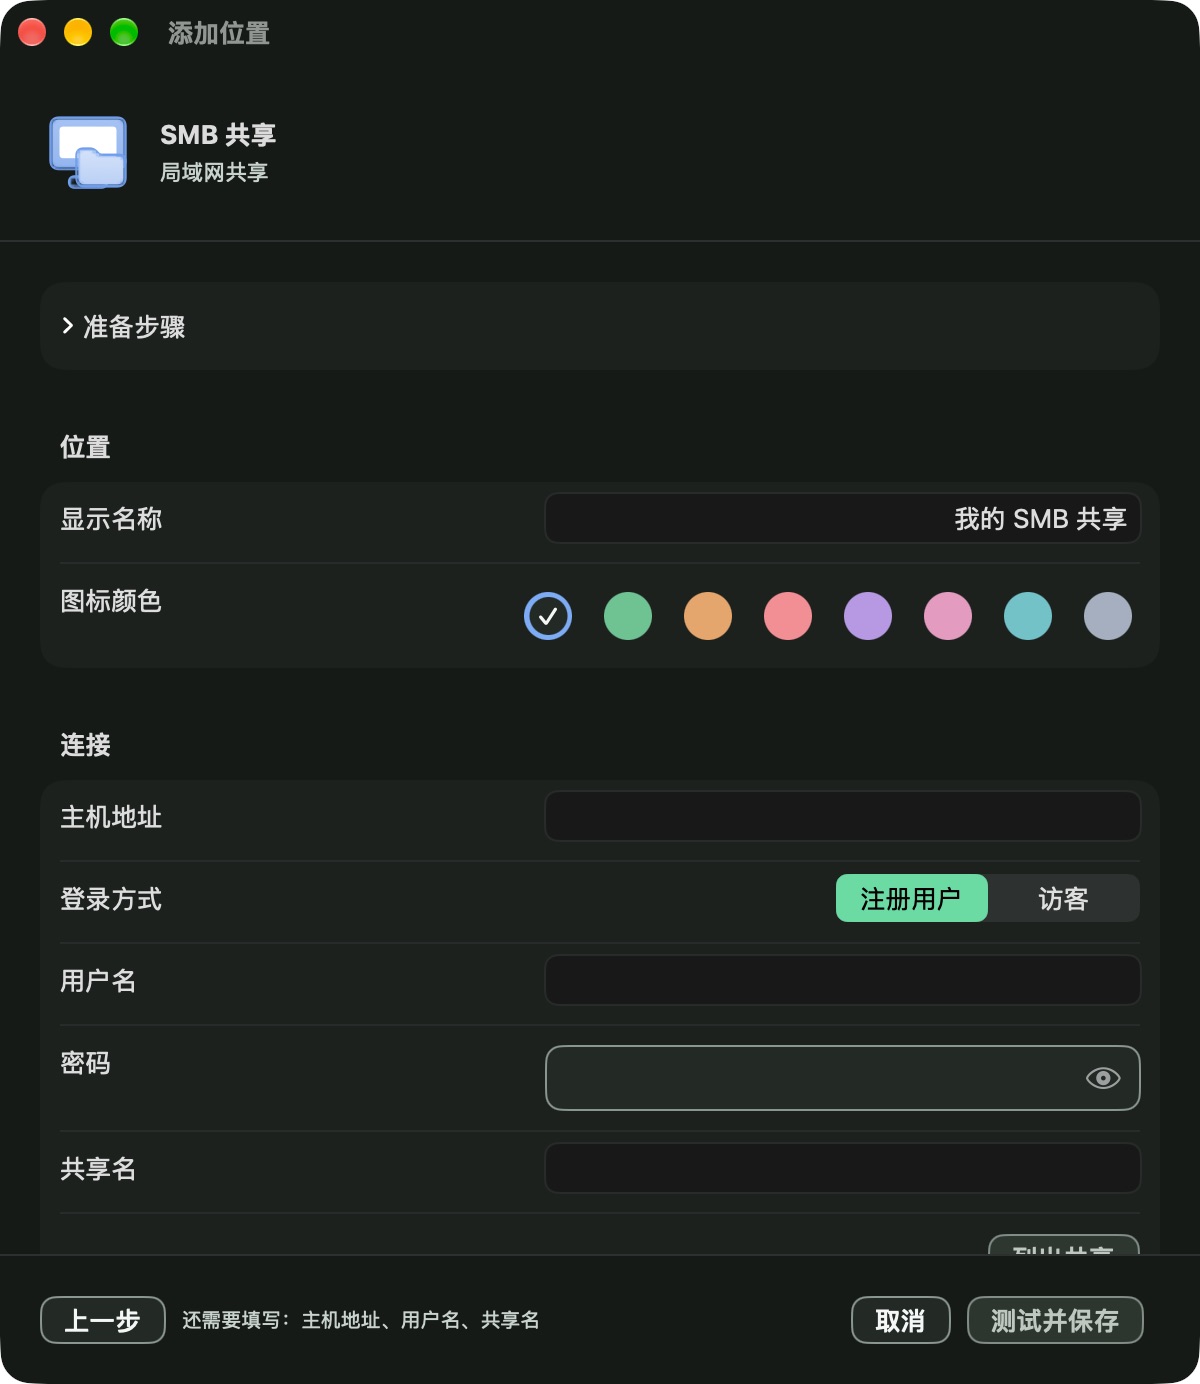 添加位置
SMB 共享
局域网共享
准备步骤
位置
显示名称
我的 SMB 共享
图标颜色
连接
主机地址
登录方式
注册用户
访客
用户名
密码
共享名
列出共享
上一步
还需要填写：主机地址、用户名、共享名
取消
测试并保存